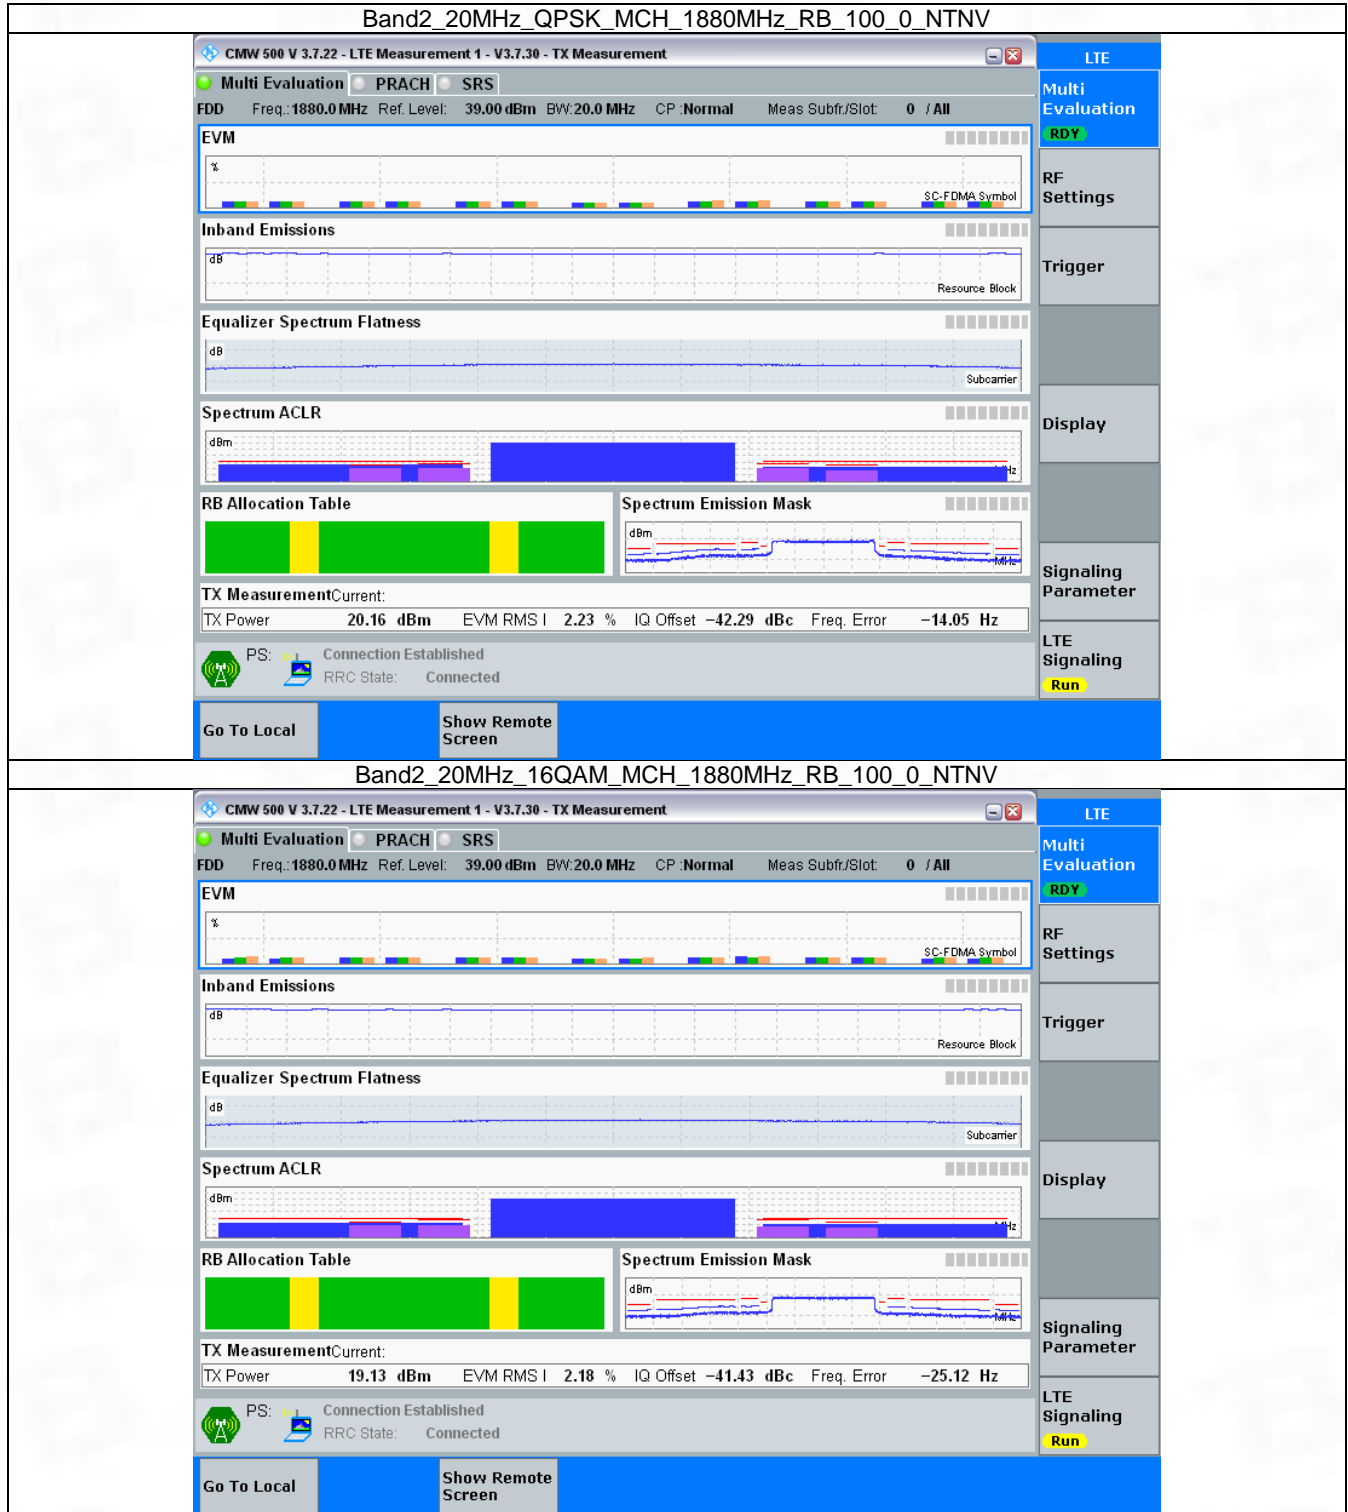 Band2_20MHz_QPSK_MCH_1880MHz_RB_100_0_NTNV
CMW 500 V 3.7.22 - LTE Measurement 1 - V3.7.30 - TX Measurement
LTE
Multi Evaluation PRACH SRS
Multi Evaluation
RDY
FDD Freq.:1880.0 MHz Ref. Level: 39.00 dBm BW:20.0 MHz CP :Normal Meas Subfr./Slot: 0 / All
EVM
%
SC-FDMA Symbol
RF Settings
Inband Emissions
dB
Resource Block
Trigger
Equalizer Spectrum Flatness
dB
Subcarrier
Spectrum ACLR
dBm
Display
RB Allocation Table
Spectrum Emission Mask
dBm
MHz
Signaling Parameter
TX MeasurementCurrent:
TX Power 20.16 dBm EVM RMS l 2.23 % IQ Offset −42.29 dBc Freq. Error −14.05 Hz
PS: Connection Established
RRC State: Connected
LTE Signaling
Run
Go To Local
Show Remote Screen
Band2_20MHz_16QAM_MCH_1880MHz_RB_100_0_NTNV
CMW 500 V 3.7.22 - LTE Measurement 1 - V3.7.30 - TX Measurement
LTE
Multi Evaluation PRACH SRS
Multi Evaluation
RDY
FDD Freq.:1880.0 MHz Ref. Level: 39.00 dBm BW:20.0 MHz CP :Normal Meas Subfr./Slot: 0 / All
EVM
%
SC-FDMA Symbol
RF Settings
Inband Emissions
dB
Resource Block
Trigger
Equalizer Spectrum Flatness
dB
Subcarrier
Spectrum ACLR
dBm
Display
RB Allocation Table
Spectrum Emission Mask
dBm
MHz
Signaling Parameter
TX MeasurementCurrent:
TX Power 19.13 dBm EVM RMS l 2.18 % IQ Offset −41.43 dBc Freq. Error −25.12 Hz
PS: Connection Established
RRC State: Connected
LTE Signaling
Run
Go To Local
Show Remote Screen